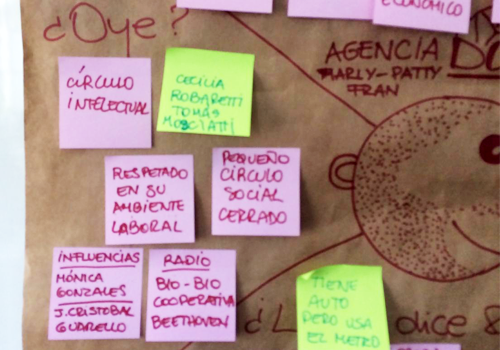 ¿Oye?
ECONÓMICO
AGENCIA
MARLY-PATTY
FRAN
CÍRCULO
INTELECTUAL
CECILIA
ROBARETTI
TOMÁS
MOSCIATTI
RESPETADO
EN SU
AMBIENTE
LABORAL
PEQUEÑO
CÍRCULO
SOCIAL
CERRADO
INFLUENCIAS
MÓNICA
GONZALES
J. CRISTOBAL
GUARELLO
RADIO
BIO-BIO
COOPERATIVA
BEETHOVEN
TIENE
AUTO
PERO USA
EL METRO
dice